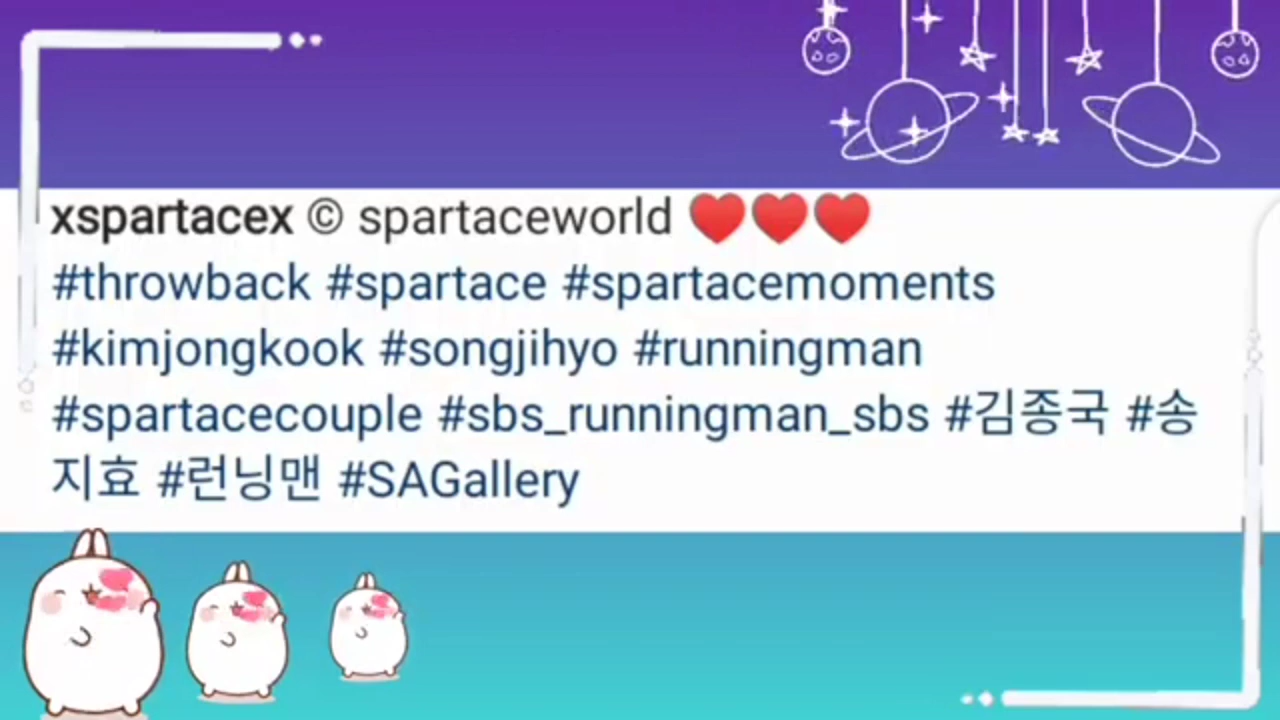 xspartacex © spartaceworld ♥️♥️♥️
#throwback #spartace #spartacemoments
#kimjongkook #songjihyo #runningman
#spartacecouple #sbs_runningman_sbs #김종국 #송
지효 #런닝맨 #SAGallery